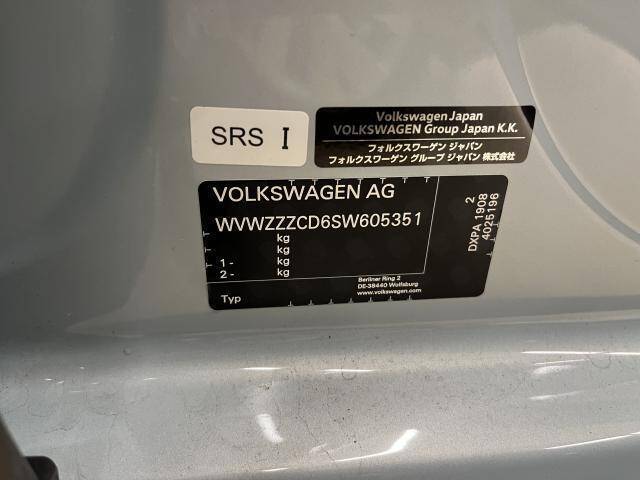 SRS I
Volkswagen Japan
VOLKSWAGEN Group Japan K.K.
フォルクスワーゲン ジャパン
フォルクスワーゲン グループ ジャパン 株式会社
VOLKSWAGEN AG
WVWZZZCD6SW605351
kg
kg
1 - kg
2 - kg
Typ
Berliner Ring 2
DE-38440 Wolfsburg
www.volkswagen.com
2
DXPA 1908
4025196